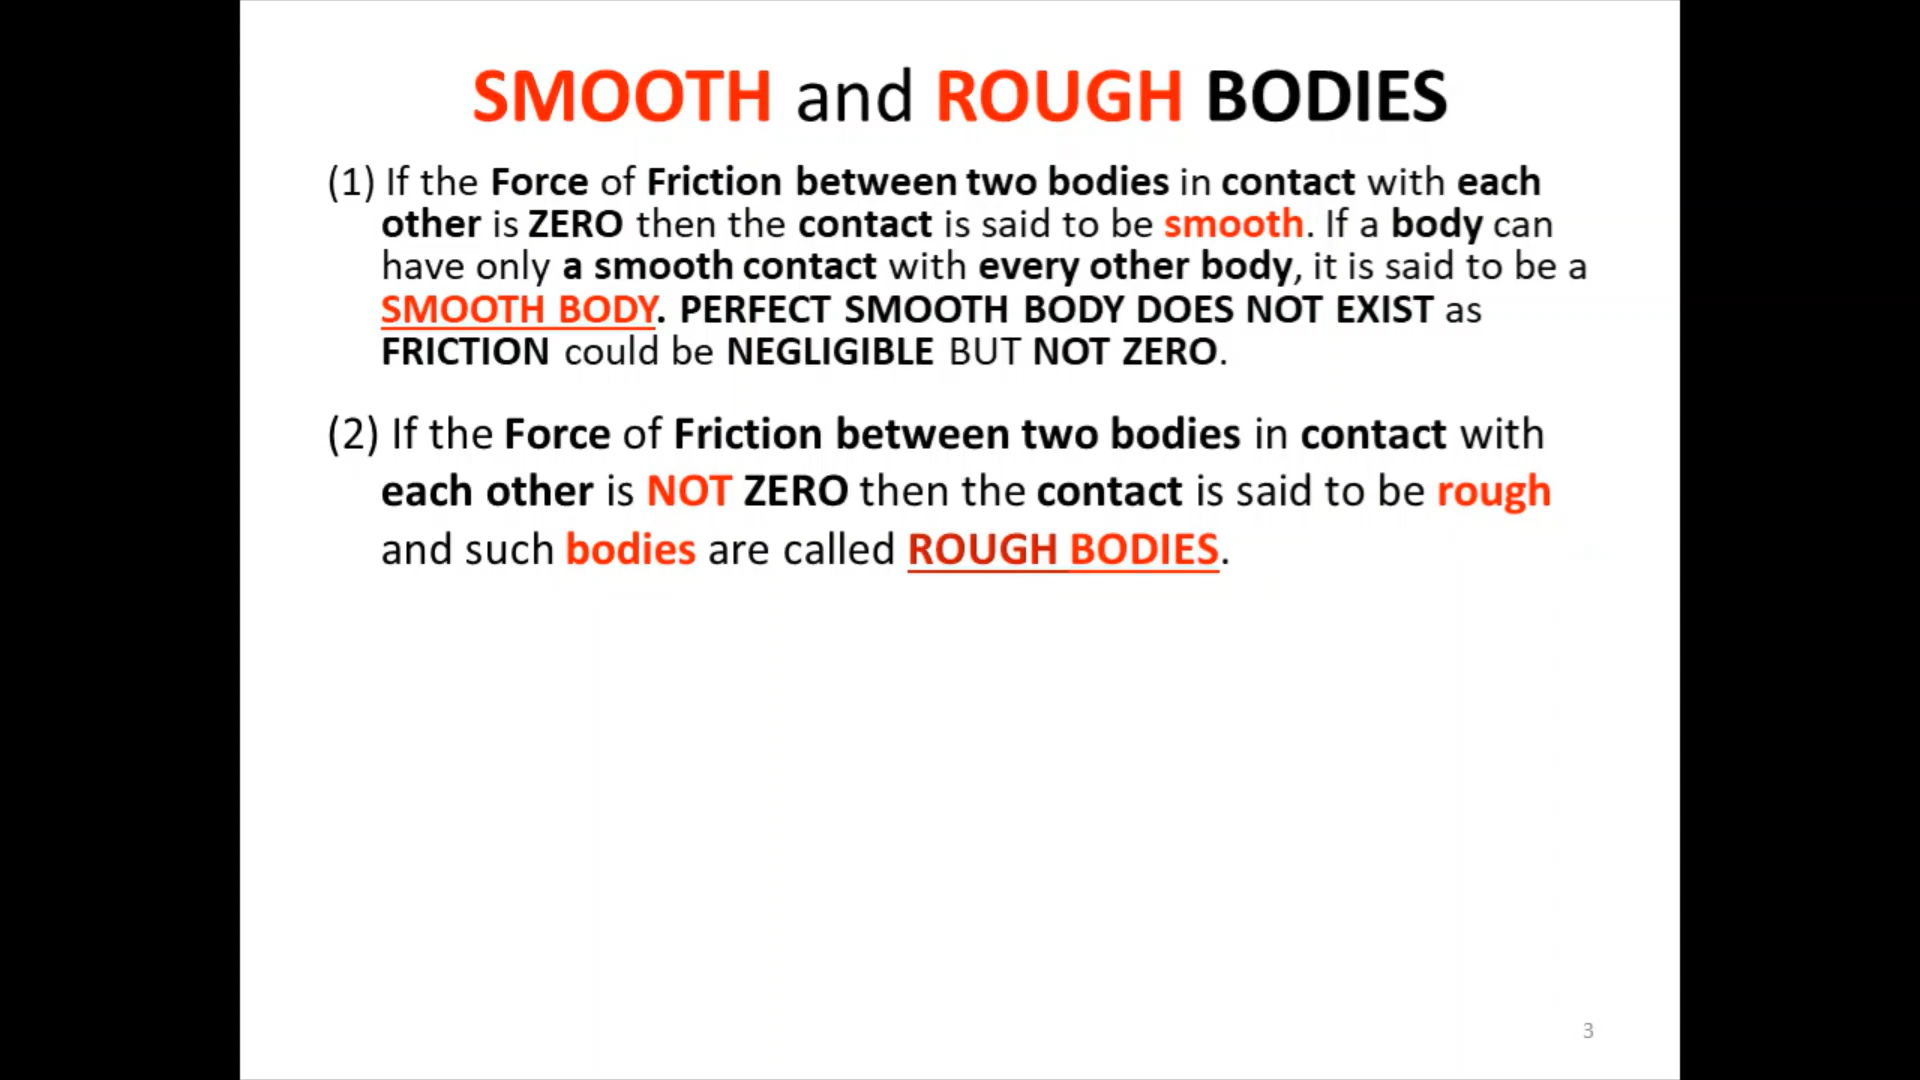 SMOOTH and ROUGH BODIES
(1) If the Force of Friction between two bodies in contact with each
other is ZERO then the contact is said to be smooth. If a body can
have only a smooth contact with every other body, it is said to be a
SMOOTH BODY. PERFECT SMOOTH BODY DOES NOT EXIST as
FRICTION could be NEGLIGIBLE BUT NOT ZERO.
(2) If the Force of Friction between two bodies in contact with
each other is NOT ZERO then the contact is said to be rough
and such bodies are called ROUGH BODIES.
3